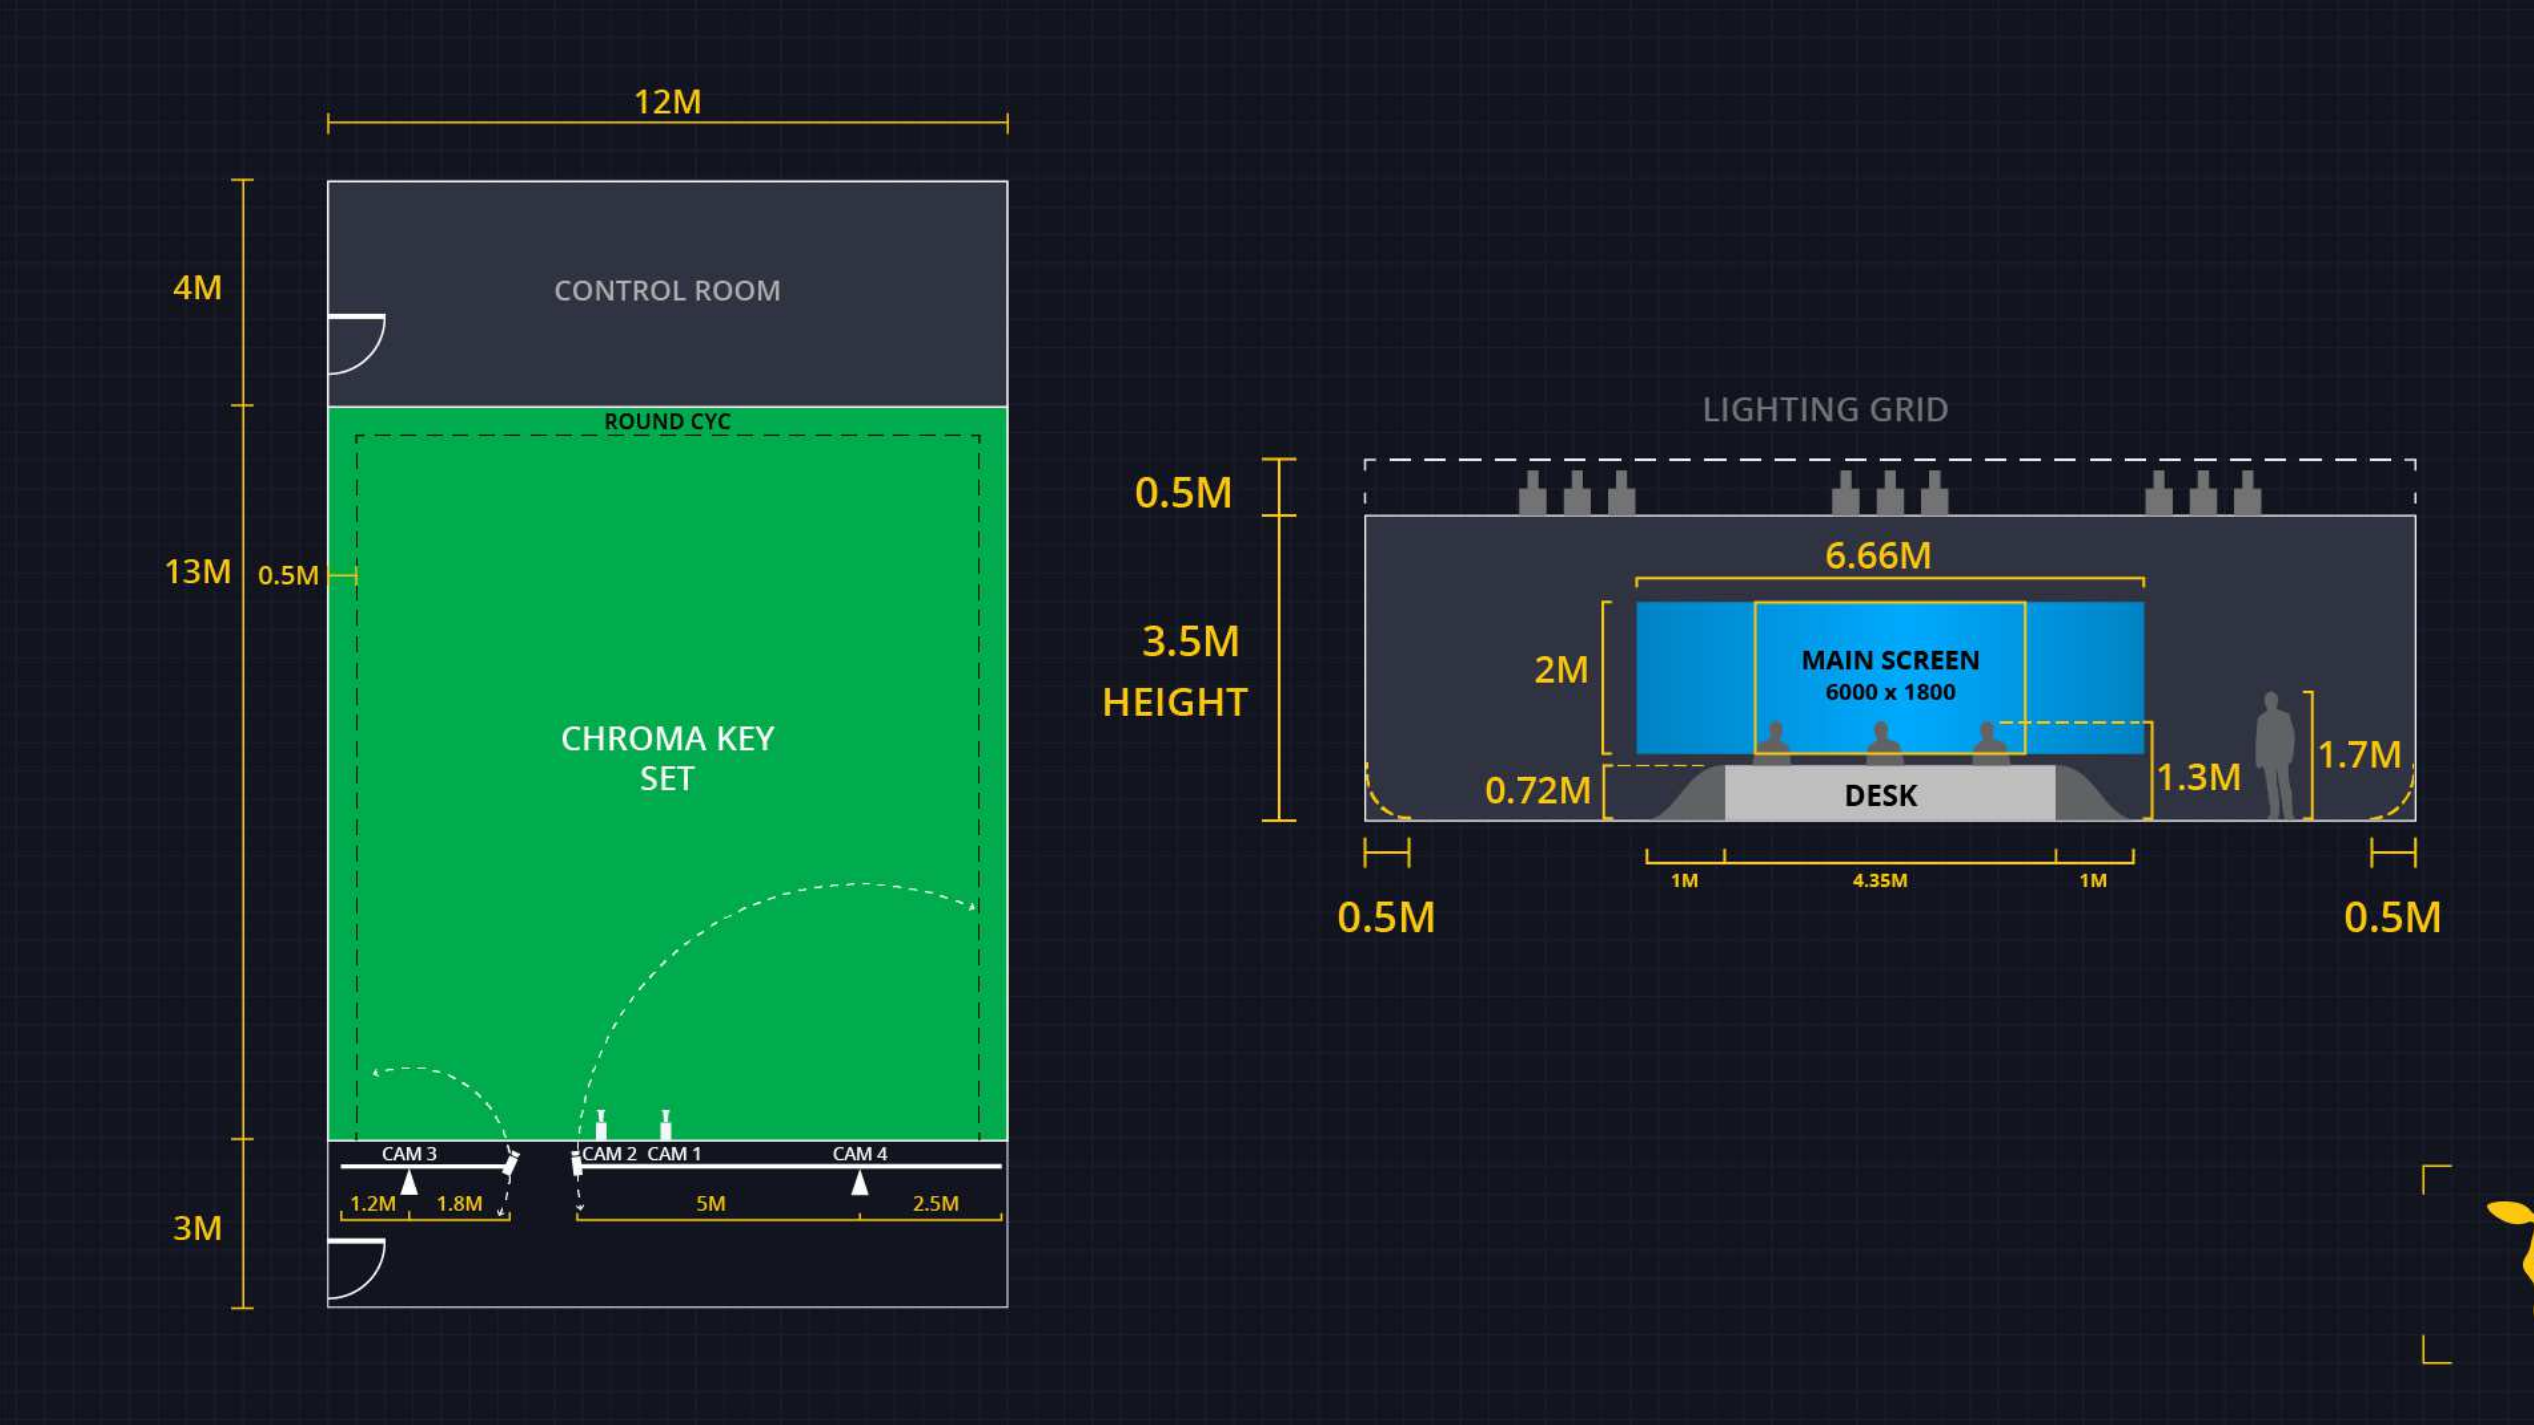 12M
4M
CONTROL ROOM
ROUND CYC
13M
0.5M
CHROMA KEY
SET
CAM 3
CAM 2
CAM 1
CAM 4
1.2M
1.8M
5M
2.5M
3M
LIGHTING GRID
0.5M
6.66M
3.5M
HEIGHT
2M
MAIN SCREEN
6000 x 1800
0.72M
DESK
1.3M
1.7M
1M
4.35M
1M
0.5M
0.5M